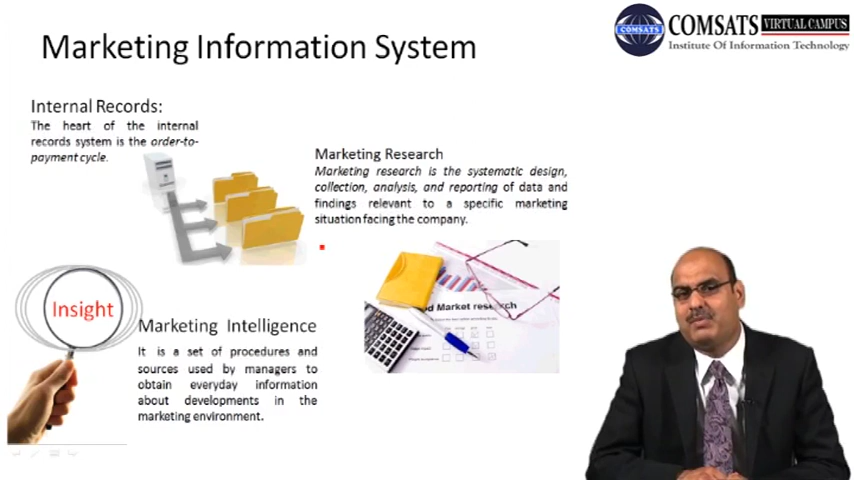 Marketing Information System
COMSATS VIRTUAL CAMPUS
Institute Of Information Technology
COMSATS
Internal Records:
The heart of the internal
records system is the order-to-
payment cycle.
Marketing Research
Marketing research is the systematic design,
collection, analysis, and reporting of data and
findings relevant to a specific marketing
situation facing the company.
Insight
Market research
Marketing Intelligence
It is a set of procedures and
sources used by managers to
obtain everyday information
about developments in the
marketing environment.